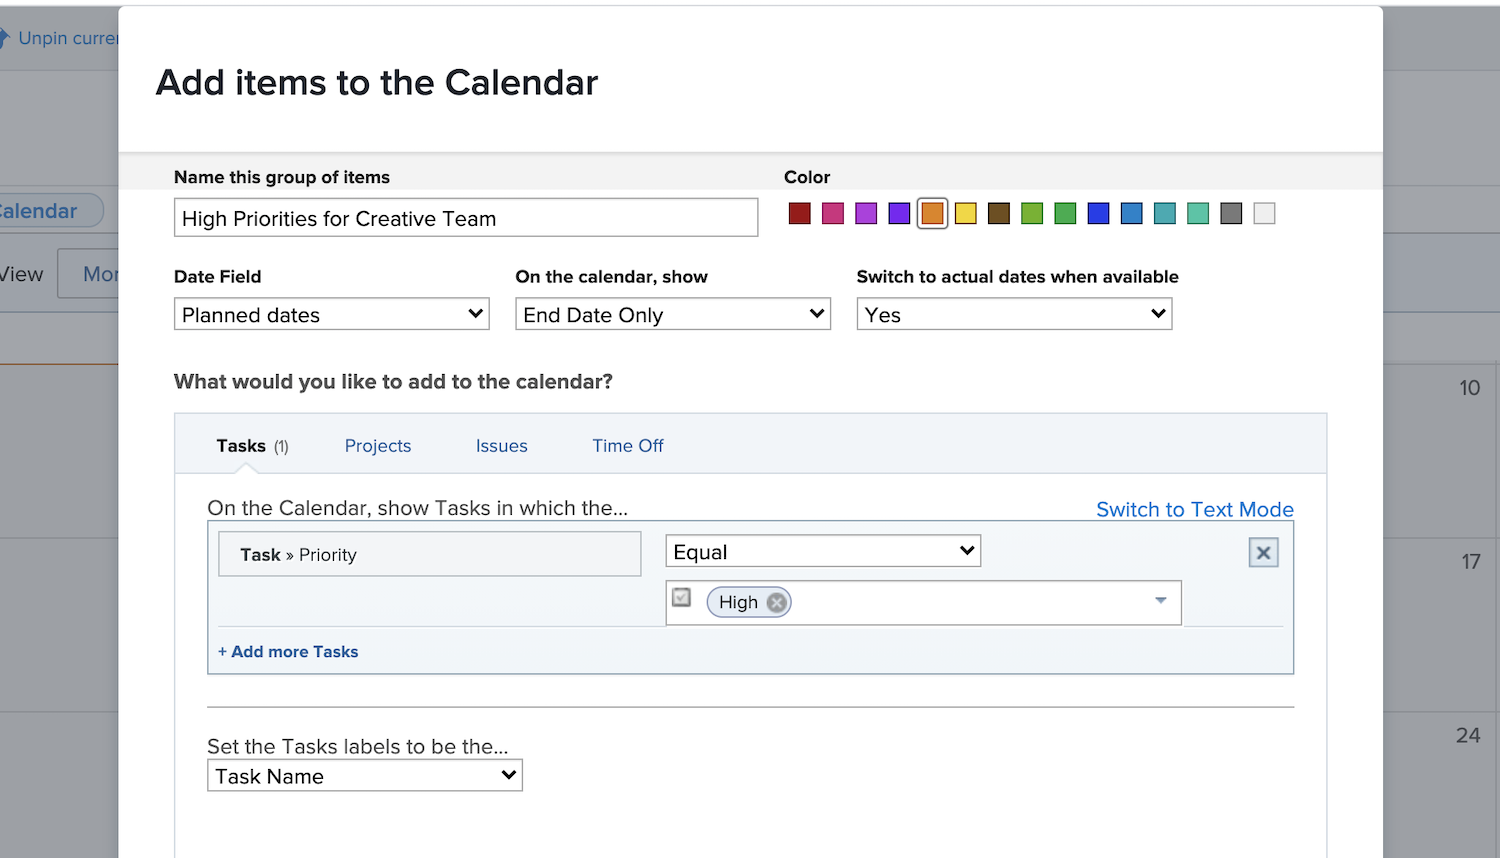 Unpin curre
Add items to the Calendar
Name this group of items
Color
High Priorities for Creative Team
Calendar
View
Mor
Date Field
On the calendar, show
Switch to actual dates when available
Planned dates
End Date Only
Yes
What would you like to add to the calendar?
10
Tasks (1)
Projects
Issues
Time Off
On the Calendar, show Tasks in which the...
Switch to Text Mode
Task » Priority
Equal
17
High
+ Add more Tasks
24
Set the Tasks labels to be the...
Task Name